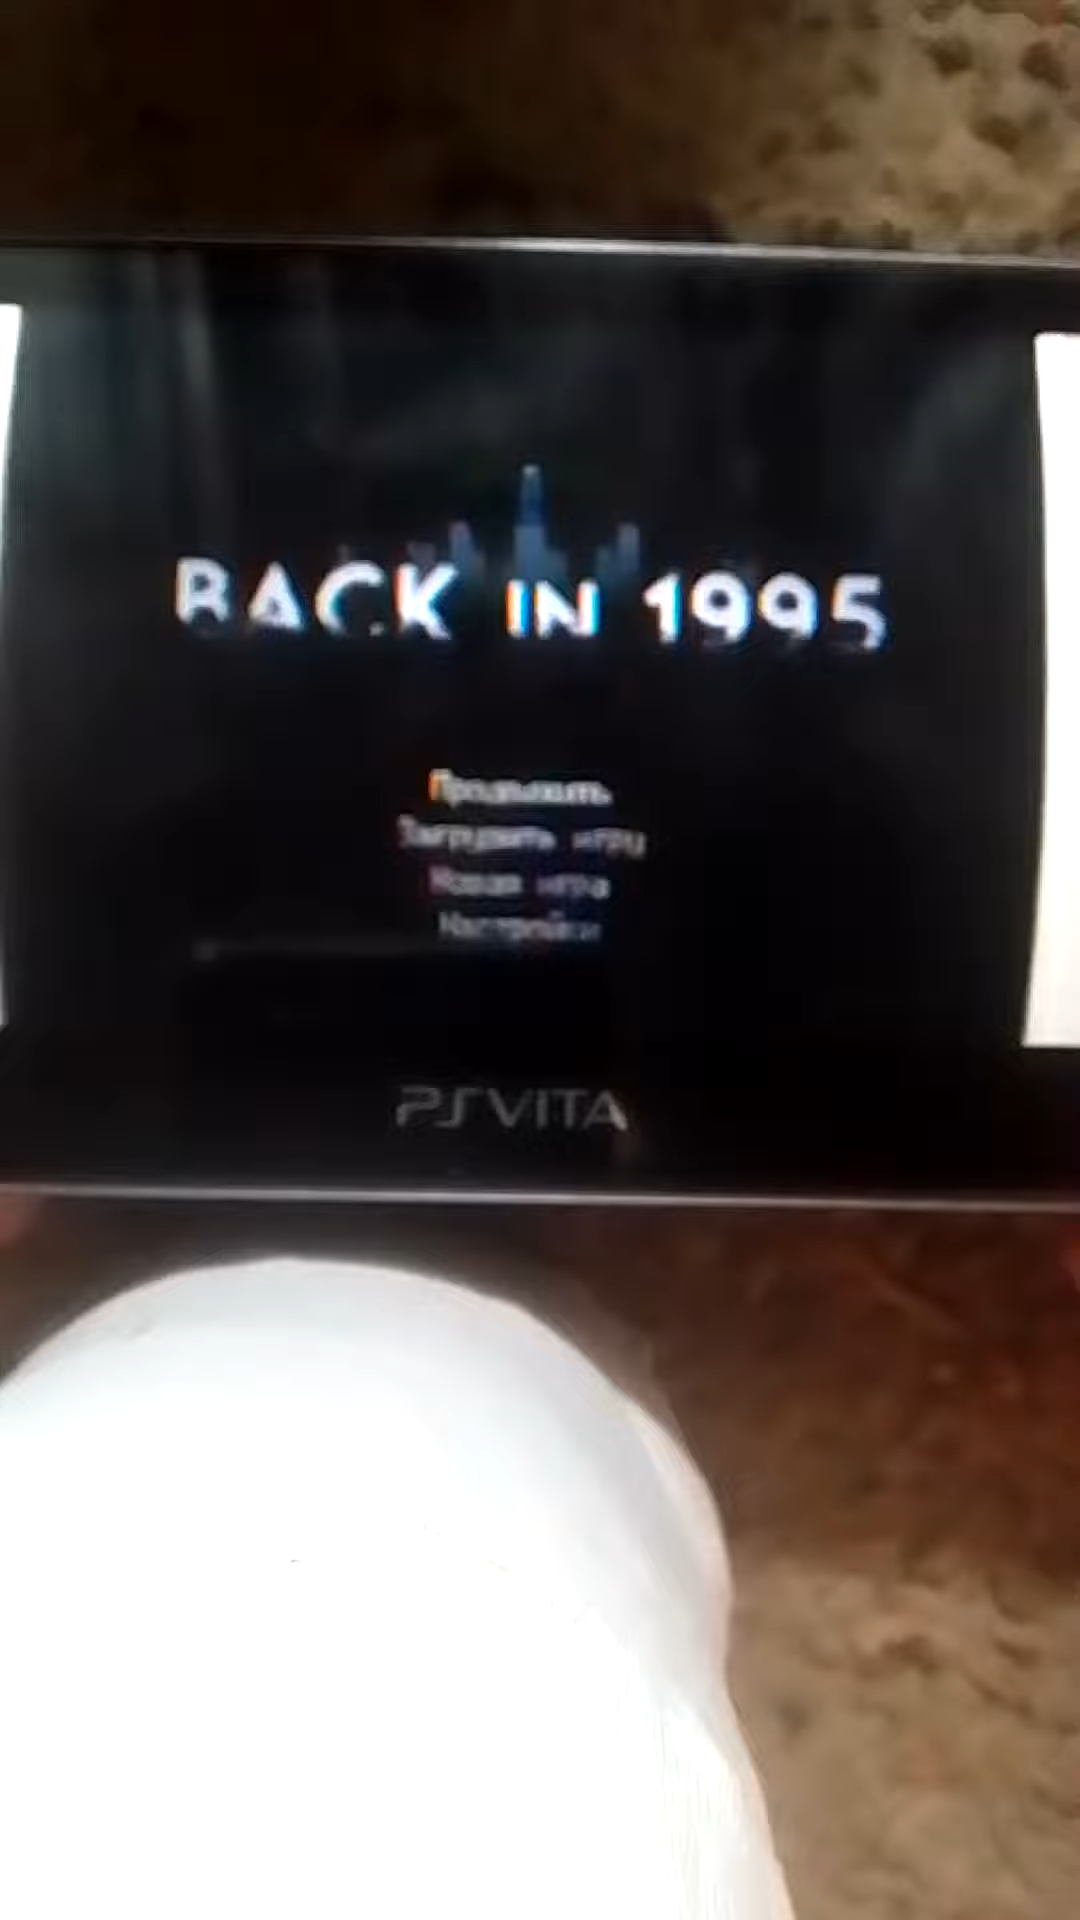 BACK IN 1995
Продолжить
Загрузить игру
Новая игра
Настройки
PSVITA